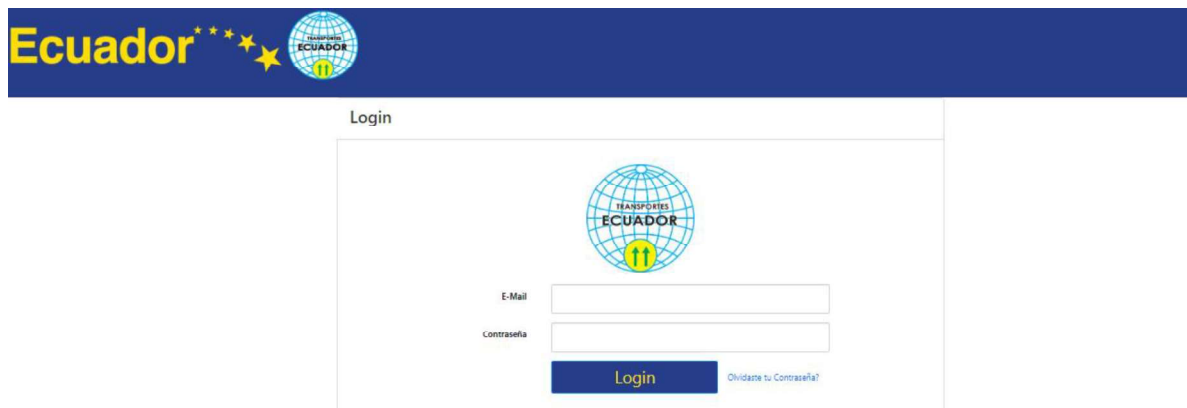 Ecuador
TRANSPORTES
ECUADOR
Login
TRANSPORTES
ECUADOR
E-Mail
Contraseña
Login
Olvidaste tu Contraseña?